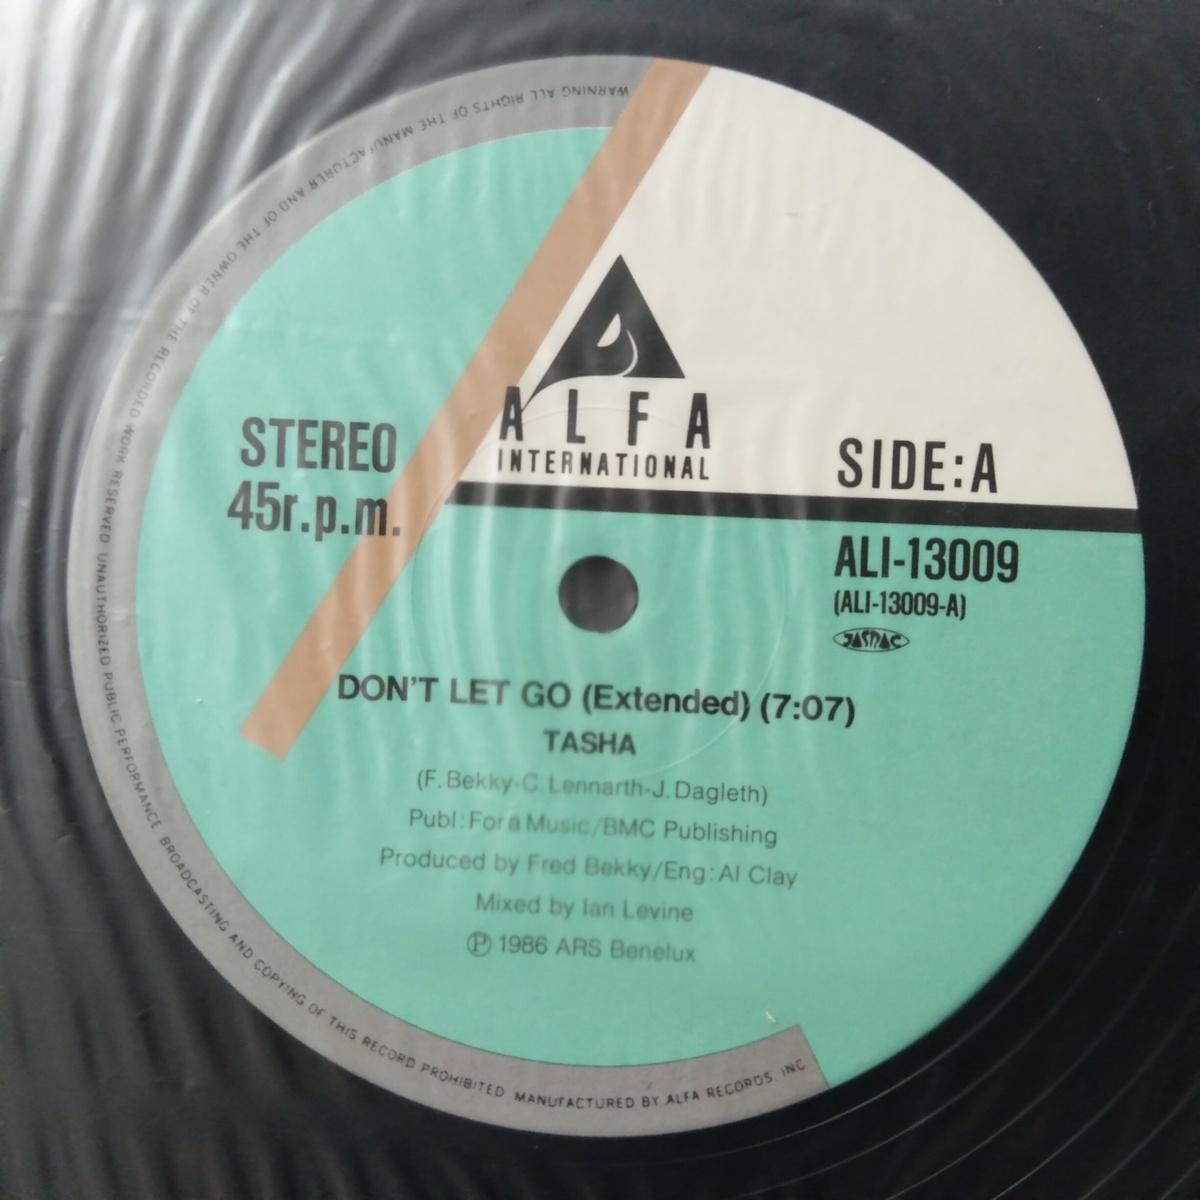 WARNING ALL RIGHTS OF THE MANUFACTURER AND OF THE OWNER OF THE RECORDED WORK RESERVED UNAUTHORIZED PUBLIC PERFORMANCE BROADCASTING AND COPYING OF THIS RECORD PROHIBITED MANUFACTURED BY ALFA RECORDS. INC
ALFA
INTERNATIONAL
STEREO
45r.p.m.
SIDE:A
ALI-13009
(ALI-13009-A)
JASRAC
DON'T LET GO (Extended) (7:07)
TASHA
(F. Bekky-C. Lennarth-J. Dagleth)
Publ: Fora Music/BMC Publishing
Produced by Fred Bekky/Eng: Al Clay
Mixed by Ian Levine
℗ 1986 ARS Benelux